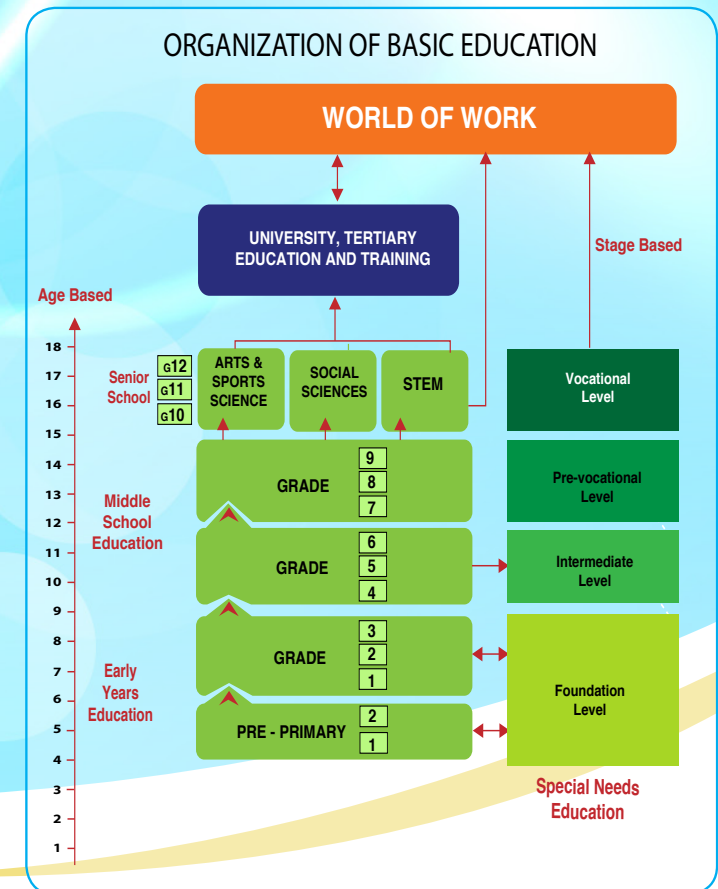 ORGANIZATION OF BASIC EDUCATION
WORLD OF WORK
UNIVERSITY, TERTIARY
EDUCATION AND TRAINING
Stage Based
Age Based
18
17
16
15
14
13
12
11
10
9
8
7
6
5
4
3
2
1
Senior
School
G12
G11
G10
ARTS &
SPORTS
SCIENCE
SOCIAL
SCIENCES
STEM
Vocational
Level
Middle
School
Education
GRADE
9
8
7
Pre-vocational
Level
GRADE
6
5
4
Intermediate
Level
Early
Years
Education
GRADE
3
2
1
PRE - PRIMARY
2
1
Foundation
Level
Special Needs
Education